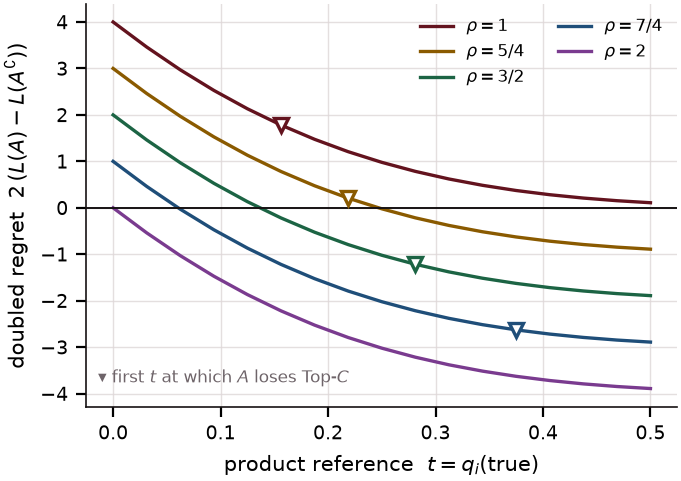 doubled regret 2 (L(A) − L(Aᶜ))
4
3
2
1
0
−1
−2
−3
−4
ρ = 1
ρ = 5/4
ρ = 3/2
ρ = 7/4
ρ = 2
▼ first t at which A loses Top-C
0.0 0.1 0.2 0.3 0.4 0.5
product reference t = qᵢ(true)